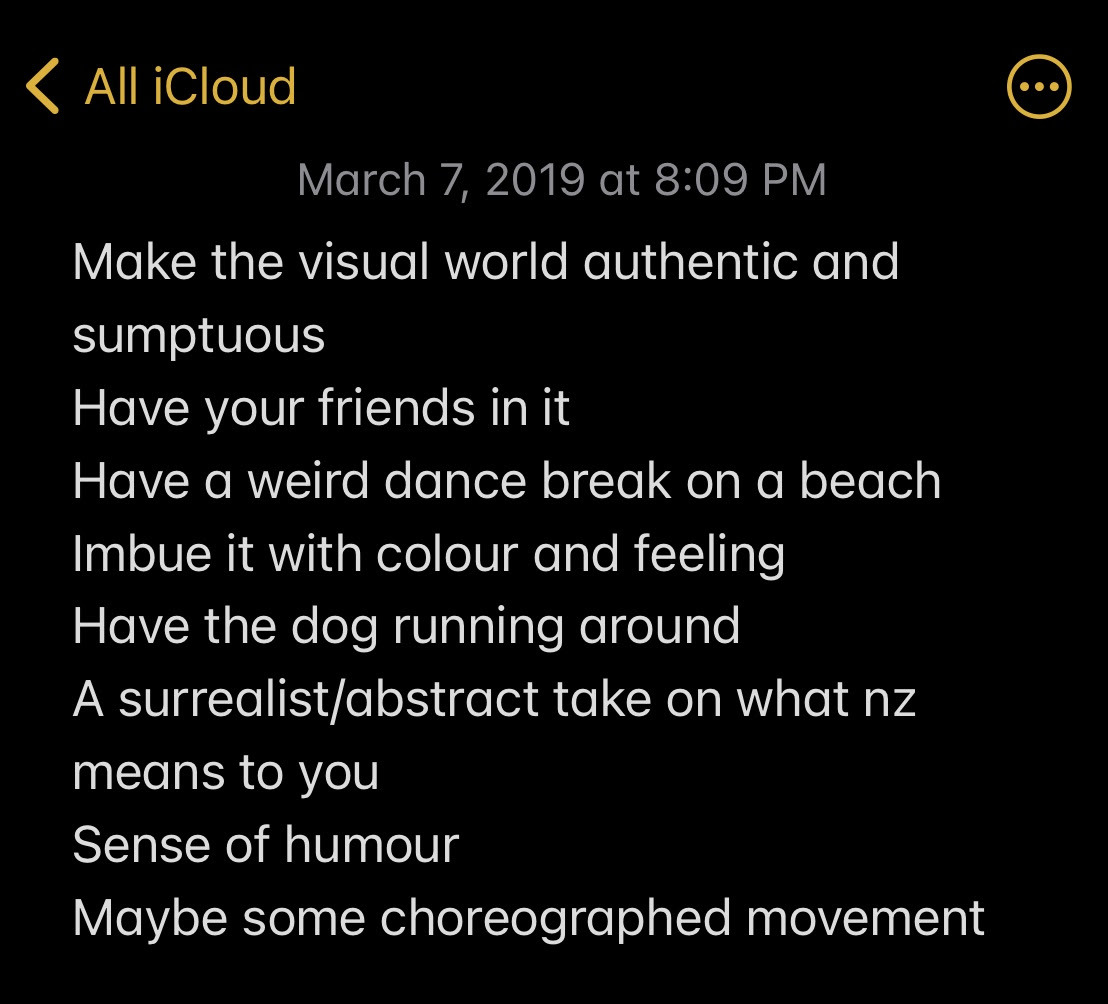 All iCloud
March 7, 2019 at 8:09 PM
Make the visual world authentic and
sumptuous
Have your friends in it
Have a weird dance break on a beach
Imbue it with colour and feeling
Have the dog running around
A surrealist/abstract take on what nz
means to you
Sense of humour
Maybe some choreographed movement